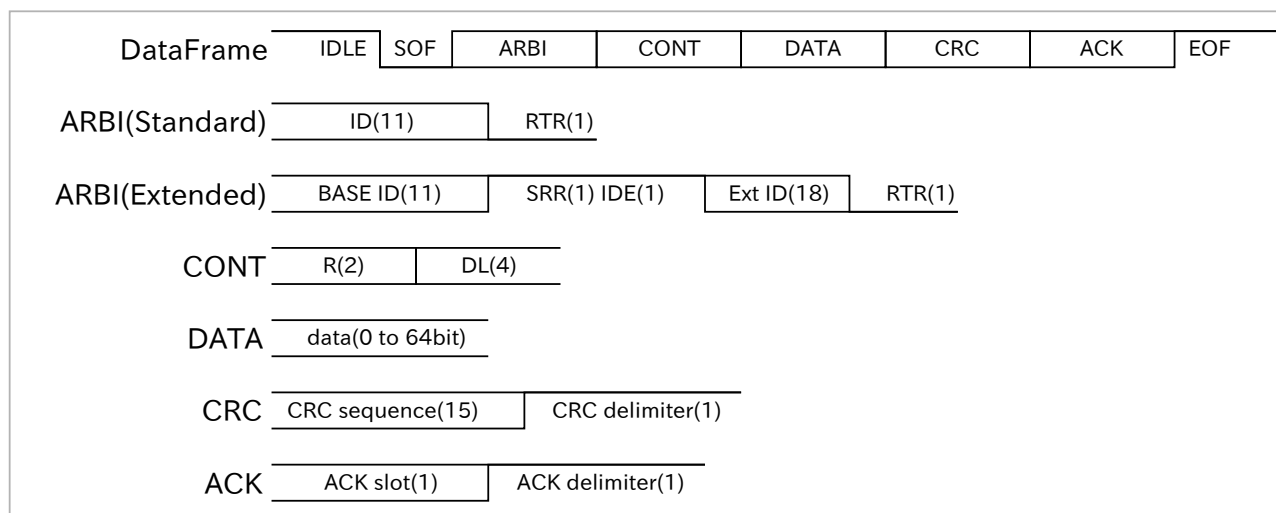 DataFrame IDLE SOF ARBI CONT DATA CRC ACK EOF
ARBI(Standard) ID(11) RTR(1)
ARBI(Extended) BASE ID(11) SRR(1) IDE(1) Ext ID(18) RTR(1)
CONT R(2) DL(4)
DATA data(0 to 64bit)
CRC CRC sequence(15) CRC delimiter(1)
ACK ACK slot(1) ACK delimiter(1)